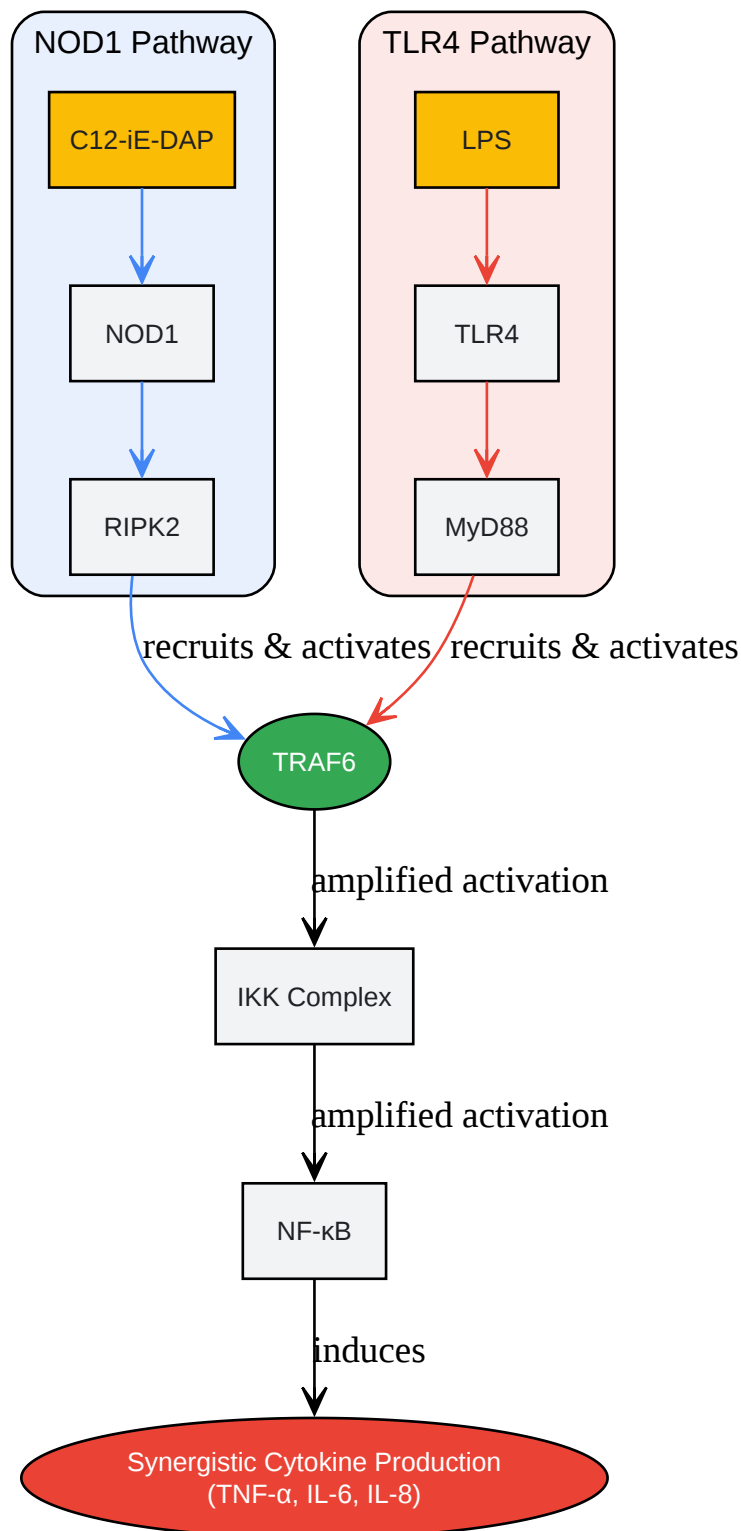 NOD1 Pathway
TLR4 Pathway
C12-iE-DAP
LPS
NOD1
TLR4
RIPK2
MyD88
recruits & activates
recruits & activates
TRAF6
amplified activation
IKK Complex
amplified activation
NF-κB
induces
Synergistic Cytokine Production
(TNF-α, IL-6, IL-8)